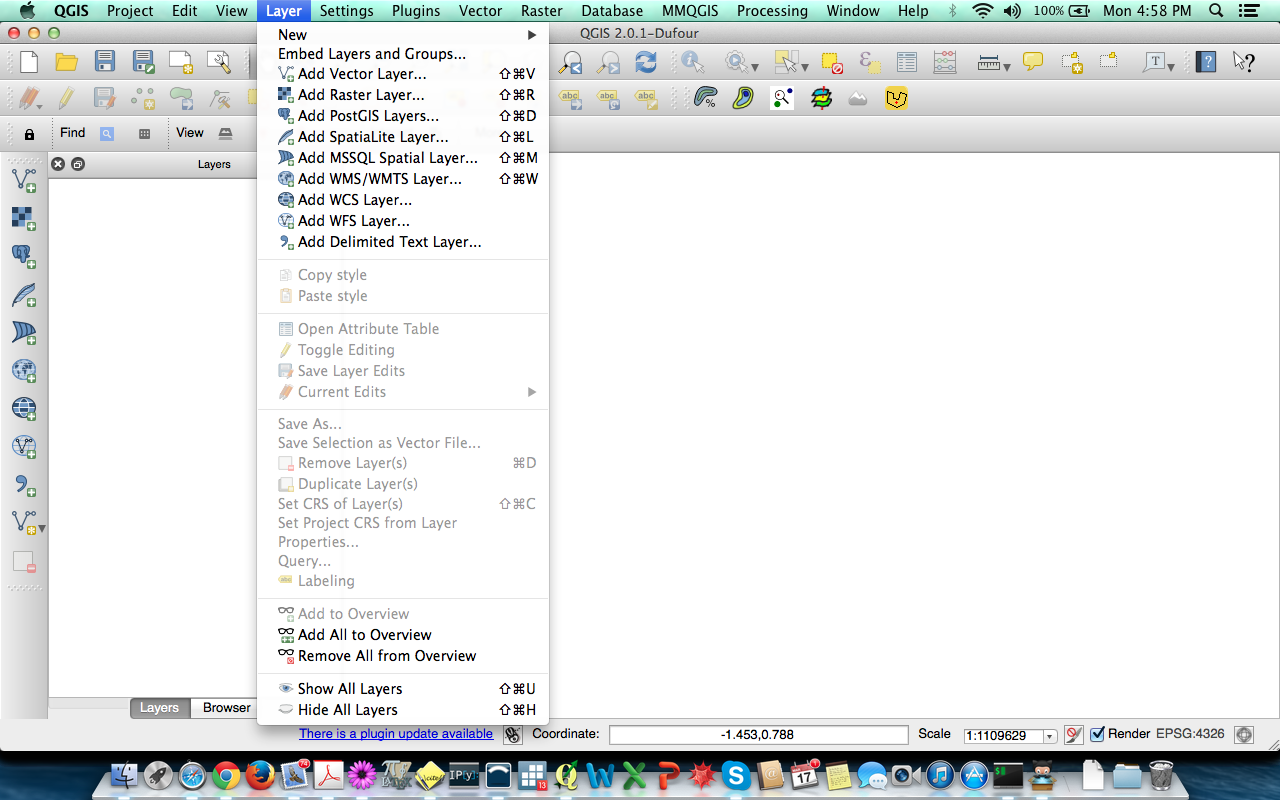 QGIS Project Edit View Layer Settings Plugins Vector Raster Database MMQGIS Processing Window Help 100% Mon 4:58 PM
QGIS 2.0.1-Dufour
New
Embed Layers and Groups...
Add Vector Layer... ⇧⌘V
Add Raster Layer... ⇧⌘R
Add PostGIS Layers... ⇧⌘D
Add SpatiaLite Layer... ⇧⌘L
Add MSSQL Spatial Layer... ⇧⌘M
Add WMS/WMTS Layer... ⇧⌘W
Add WCS Layer...
Add WFS Layer...
Add Delimited Text Layer...
Copy style
Paste style
Open Attribute Table
Toggle Editing
Save Layer Edits
Current Edits
Save As...
Save Selection as Vector File...
Remove Layer(s) ⌘D
Duplicate Layer(s)
Set CRS of Layer(s) ⇧⌘C
Set Project CRS from Layer
Properties...
Query...
abc Labeling
Add to Overview
Add All to Overview
Remove All from Overview
Show All Layers ⇧⌘U
Hide All Layers ⇧⌘H
abc abc abc
Find View
Layers
Layers Browser
There is a plugin update available Coordinate: -1.453,0.788 Scale 1:1109629 Render EPSG:4326
IP[y] 13 17